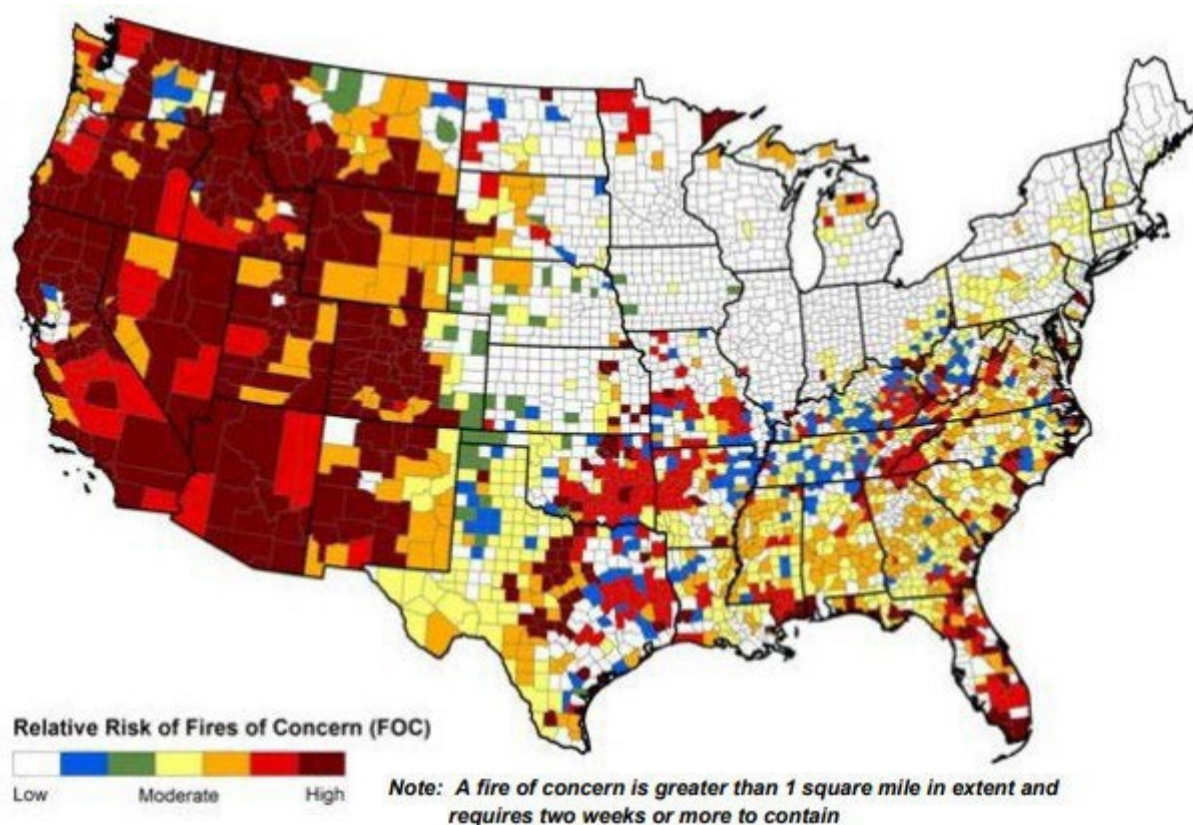 Relative Risk of Fires of Concern (FOC)
Low Moderate High
Note: A fire of concern is greater than 1 square mile in extent and
requires two weeks or more to contain